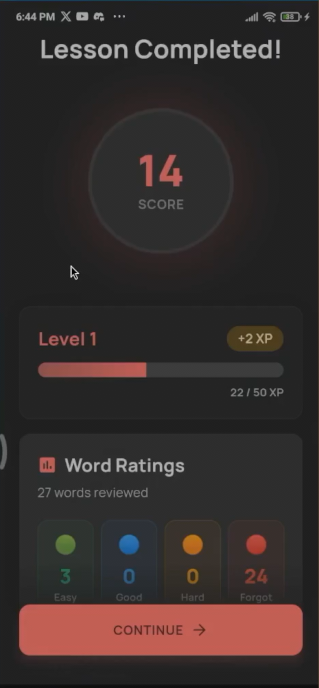 6:44 PM
Lesson Completed!
14
SCORE
Level 1
+2 XP
22 / 50 XP
Word Ratings
27 words reviewed
3
0
0
24
Easy
Good
Hard
Forgot
CONTINUE →